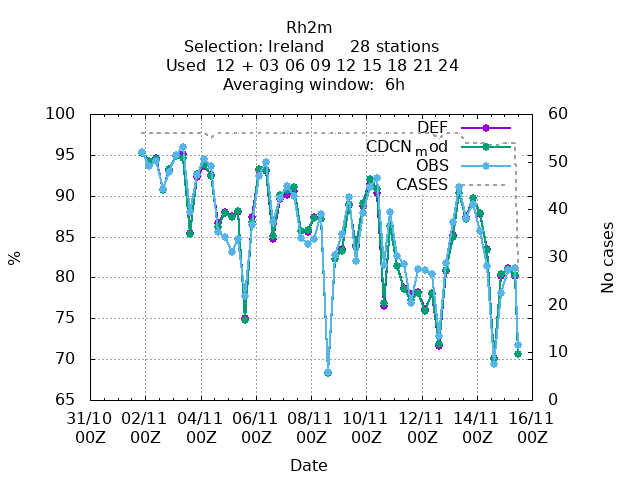 Rh2m
Selection: Ireland     28 stations
Used  12 + 03 06 09 12 15 18 21 24
Averaging window:  6h
100
95
90
85
80
75
70
65
%
60
50
40
30
20
10
0
No cases
DEF
CDCN_mod
OBS
CASES
31/10 02/11 04/11 06/11 08/11 10/11 12/11 14/11 16/11
00Z 00Z 00Z 00Z 00Z 00Z 00Z 00Z 00Z
Date